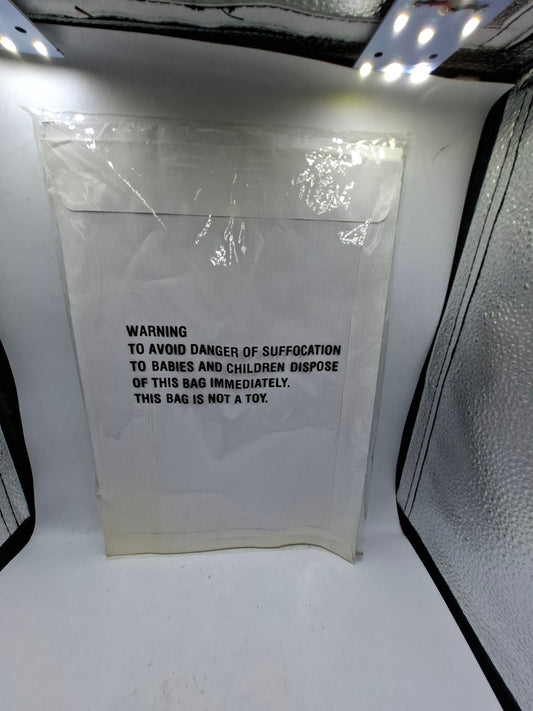 WARNING
TO AVOID DANGER OF SUFFOCATION
TO BABIES AND CHILDREN DISPOSE
OF THIS BAG IMMEDIATELY.
THIS BAG IS NOT A TOY.